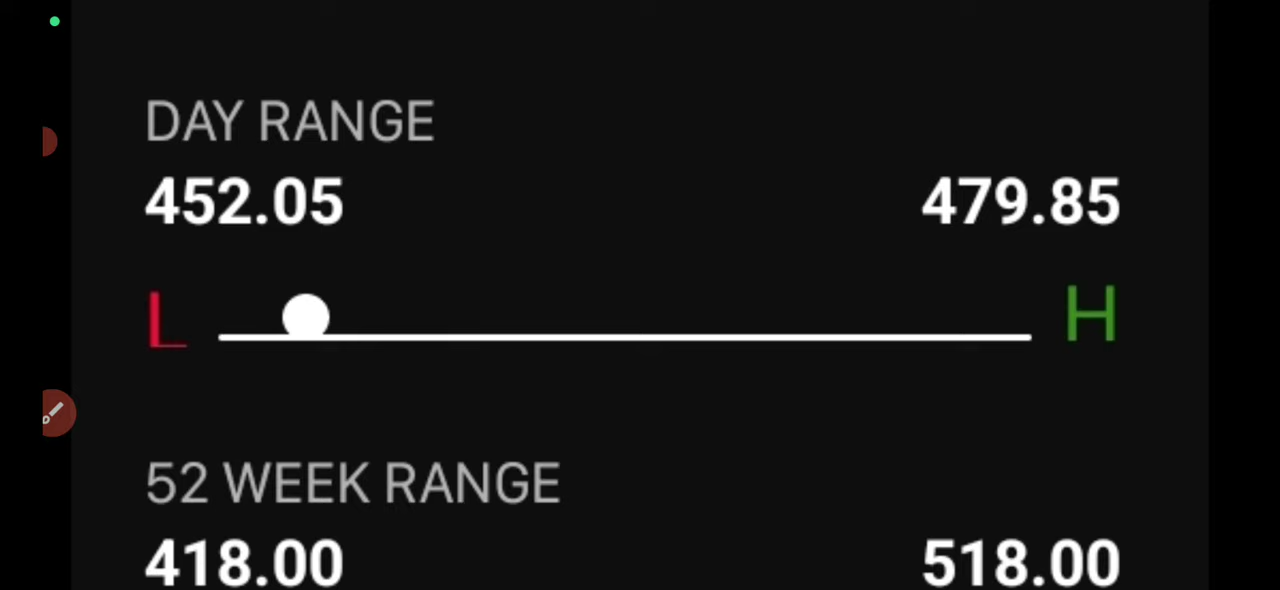 DAY RANGE
452.05 479.85
L H
52 WEEK RANGE
418.00 518.00